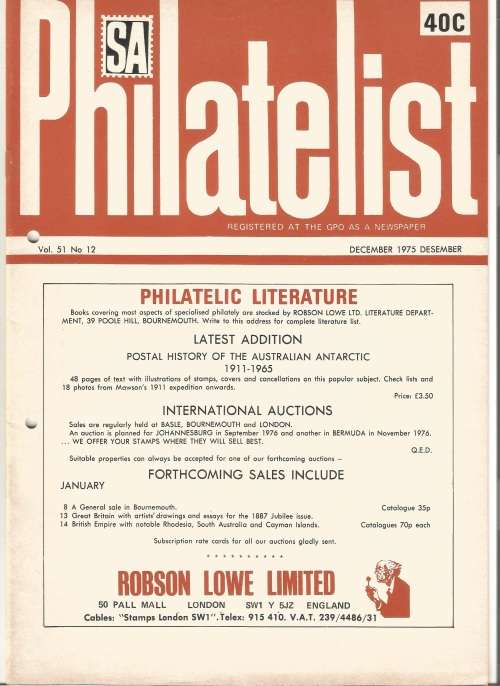 40C
SA
Philatelist
REGISTERED AT THE GPO AS A NEWSPAPER
Vol. 51 No 12
DECEMBER 1975 DESEMBER
PHILATELIC LITERATURE
Books covering most aspects of specialised philately are stocked by ROBSON LOWE LTD. LITERATURE DEPART-
MENT, 39 POOLE HILL, BOURNEMOUTH. Write to this address for complete literature list.
LATEST ADDITION
POSTAL HISTORY OF THE AUSTRALIAN ANTARCTIC
1911-1965
48 pages of text with illustrations of stamps, covers and cancellations on this popular subject. Check lists and
18 photos from Mawson's 1911 expedition onwards.
Price: £3.50
INTERNATIONAL AUCTIONS
Sales are regularly held at BASLE, BOURNEMOUTH and LONDON.
An auction is planned for JOHANNESBURG in September 1976 and another in BERMUDA in November 1976.
... WE OFFER YOUR STAMPS WHERE THEY WILL SELL BEST.
Q.E.D.
Suitable properties can always be accepted for one of our forthcoming auctions –
FORTHCOMING SALES INCLUDE
JANUARY
8 A General sale in Bournemouth. Catalogue 35p
13 Great Britain with artists' drawings and essays for the 1887 Jubilee issue.
14 British Empire with notable Rhodesia, South Australia and Cayman Islands. Catalogues 70p each
Subscription rate cards for all our auctions gladly sent.
* * * * * * * * * *
ROBSON LOWE LIMITED
50 PALL MALL LONDON SW1 Y 5JZ ENGLAND
Cables: "Stamps London SW1". Telex: 915 410. V.A.T. 239/4486/31